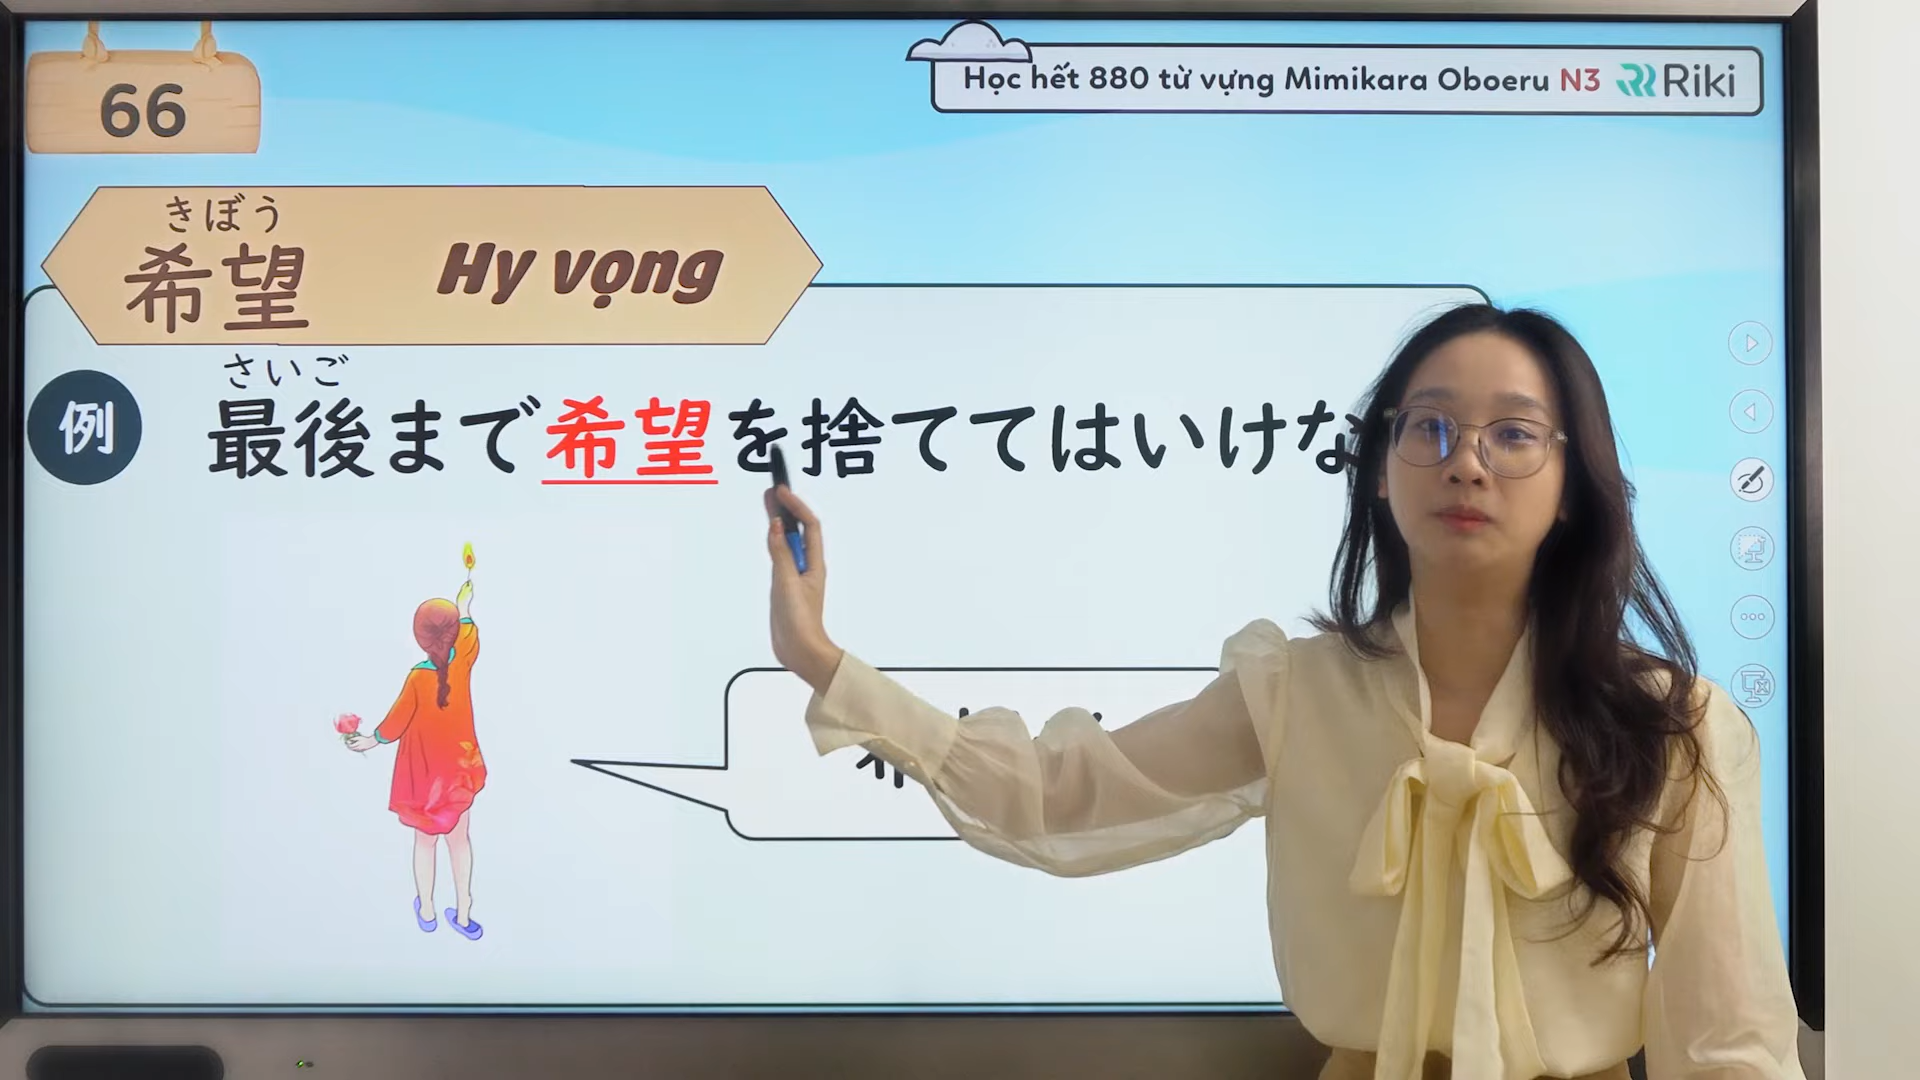 66
Học hết 880 từ vựng Mimikara Oboeru N3 Riki
きぼう
希望 Hy vọng
さいご
例 最後まで希望を捨ててはいけな